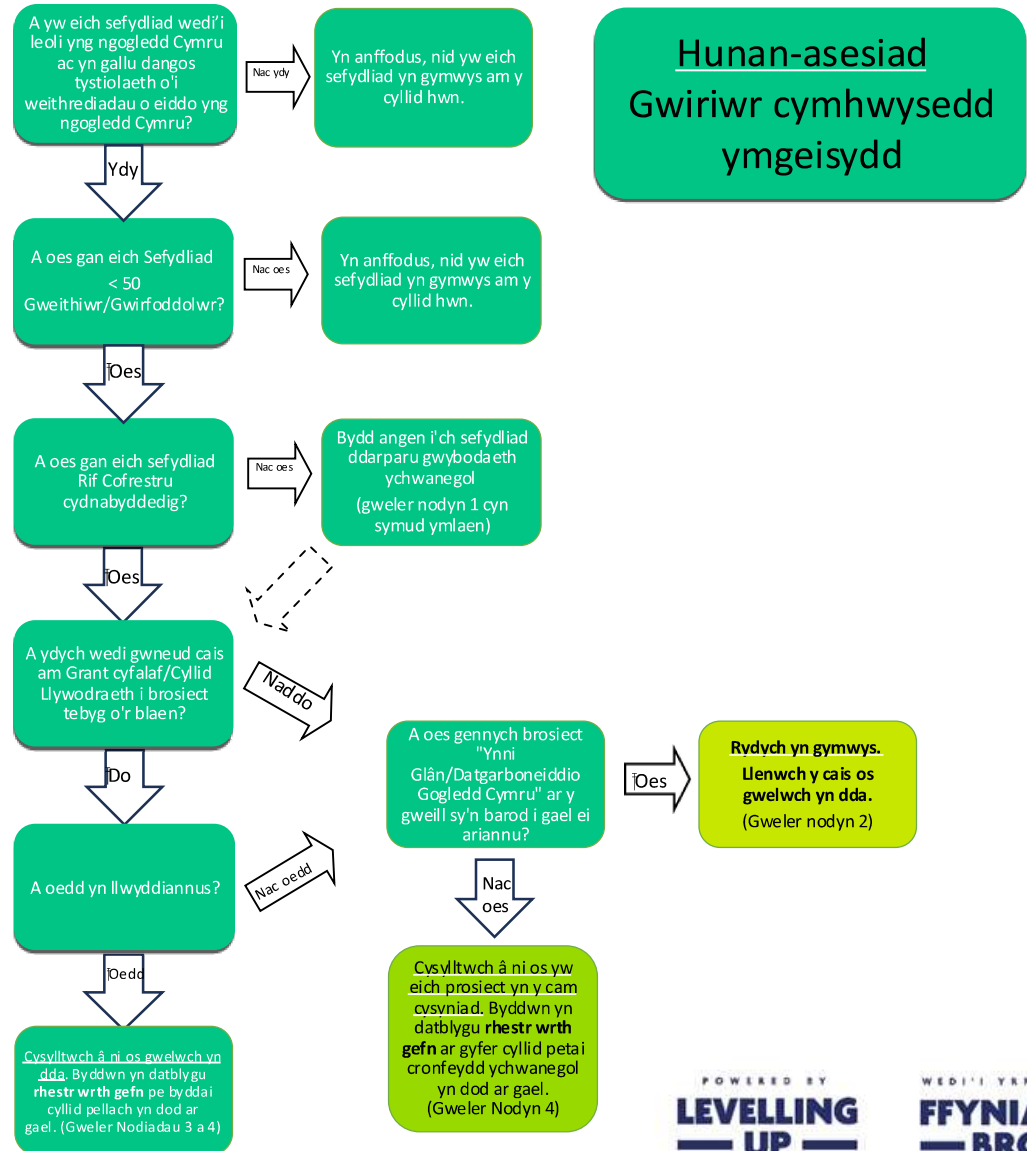 A yw eich sefydliad wedi'i
leoli yng ngogledd Cymru
ac yn gallu dangos
tystiolaeth o'i
weithrediadau o eiddo yng
ngogledd Cymru?
Nac ydy
Yn anffodus, nid yw eich
sefydliad yn gymwys am y
cyllid hwn.
Hunan-asesiad
Gwiriwr cymhwysedd
ymgeisydd
Ydy
A oes gan eich Sefydliad
< 50
Gweithiwr/Gwirfoddolwr?
Nac oes
Yn anffodus, nid yw eich
sefydliad yn gymwys am y
cyllid hwn.
Oes
A oes gan eich sefydliad
Rif Cofrestru
cydnabyddedig?
Nac oes
Bydd angen i'ch sefydliad
ddarparu gwybodaeth
ychwanegol
(gweler nodyn 1 cyn
symud ymlaen)
Oes
A ydych wedi gwneud cais
am Grant cyfalaf/Cyllid
Llywodraeth i brosiect
tebyg o'r blaen?
Naddo
A oes gennych brosiect
"Ynni
Glân/Datgarboneiddio
Gogledd Cymru" ar y
gweill sy'n barod i gael ei
ariannu?
Oes
Rydych yn gymwys.
Llenwch y cais os
gwelwch yn dda.
(Gweler nodyn 2)
Do
A oedd yn llwyddiannus?
Nac oedd
Nac
oes
Oedd
Cysylltwch â ni os gwelwch yn
dda. Byddwn yn datblygu
rhestr wrth gefn pe byddai
cyllid pellach yn dod ar
gael. (Gweler Nodiadau 3 a 4)
Cysylltwch â ni os yw
eich prosiect yn y cam
cysyniad. Byddwn yn
datblygu rhestr wrth
gefn ar gyfer cyllid petai
cronfeydd ychwanegol
yn dod ar gael.
(Gweler Nodyn 4)
POWERED BY
LEVELLING
UP
WEDI'I